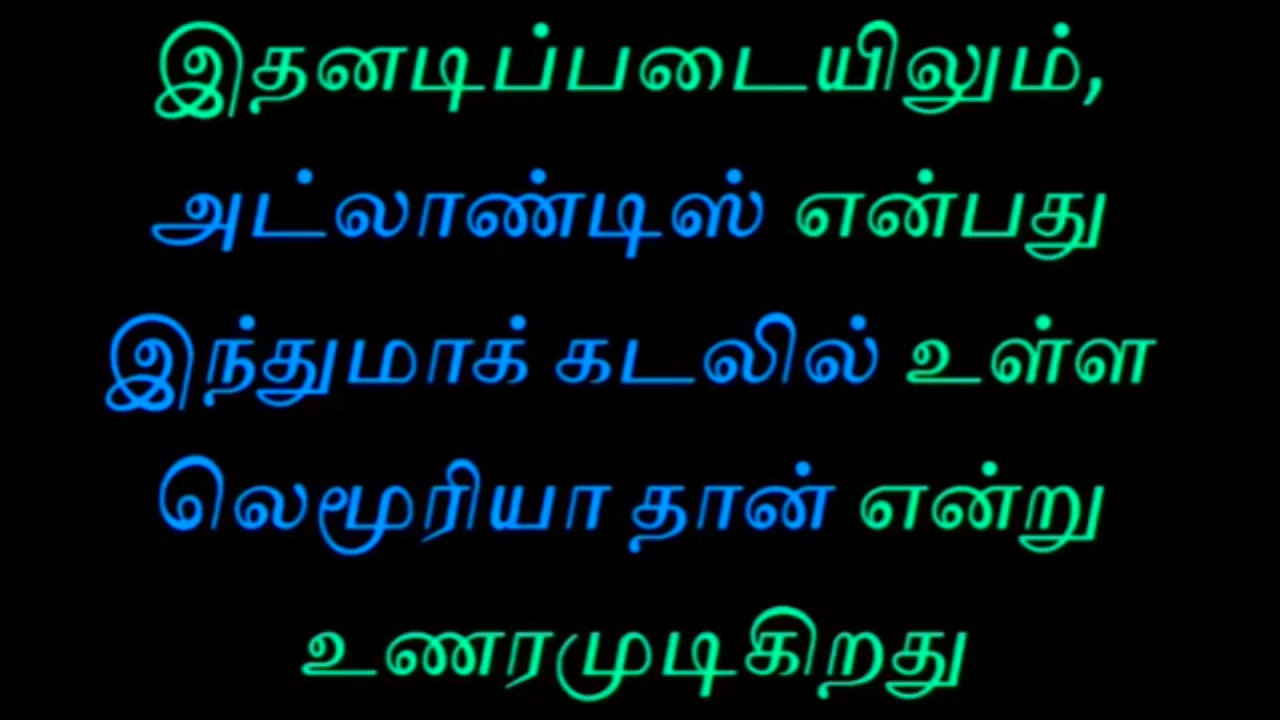 இதனடிப்படையிலும்,
அட்லாண்டிஸ் என்பது
இந்துமாக் கடலில் உள்ள
லெமூரியா தான் என்று
உணரமுடிகிறது